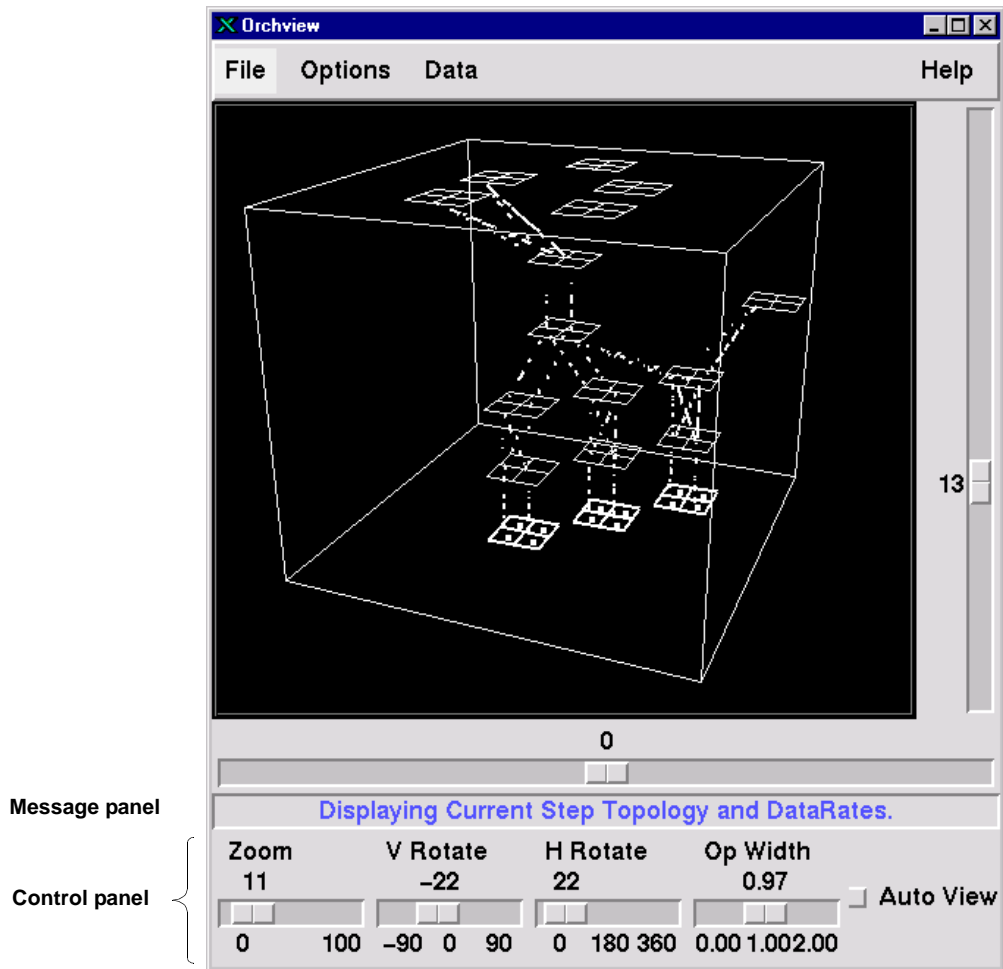 Orchview
File Options Data Help
13
0
Message panel
Displaying Current Step Topology and DataRates.
Control panel
Zoom V Rotate H Rotate Op Width
11 −22 22 0.97
Auto View
0 100 −90 0 90 0 180 360 0.00 1.00 2.00